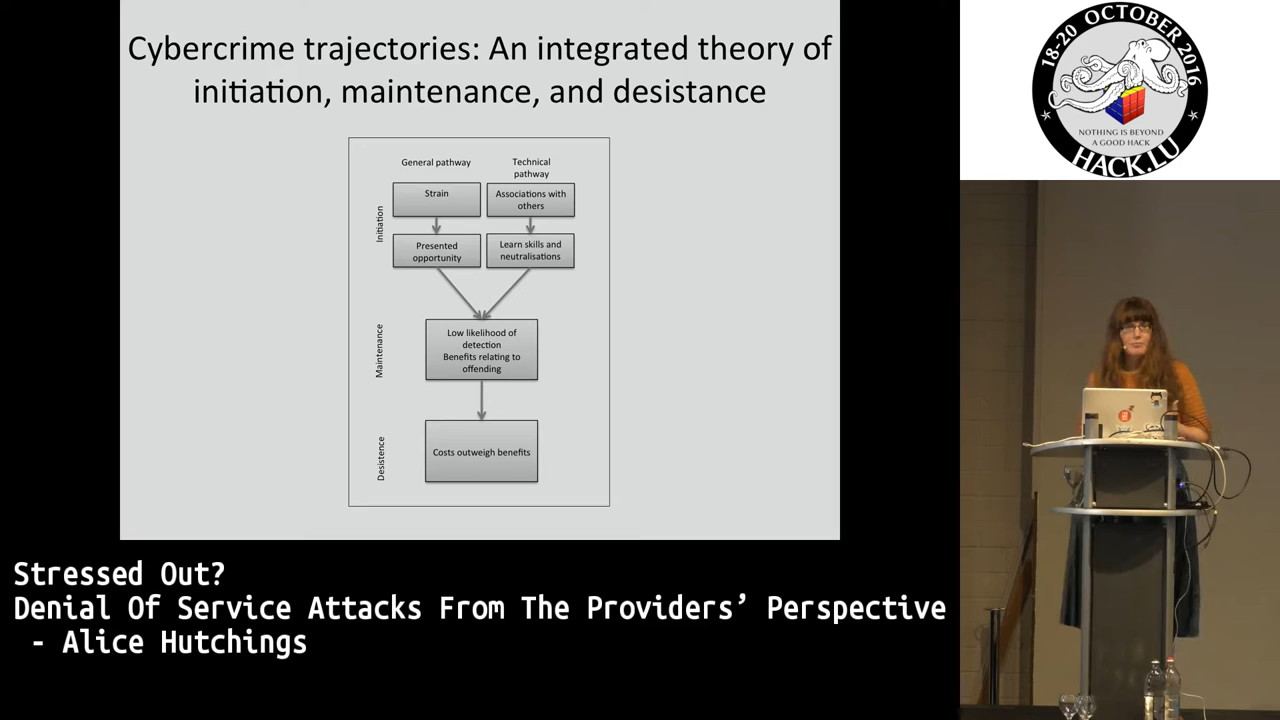 Cybercrime trajectories: An integrated theory of
initiation, maintenance, and desistance
General pathway
Technical
pathway
Initiation
Strain
Associations with
others
Presented
opportunity
Learn skills and
neutralisations
Maintenance
Low likelihood of
detection
Benefits relating to
offending
Desistence
Costs outweigh benefits
18-20 OCTOBER 2016
NOTHING IS BEYOND
A GOOD HACK
HACK.LU
Stressed Out?
Denial Of Service Attacks From The Providers’ Perspective
- Alice Hutchings